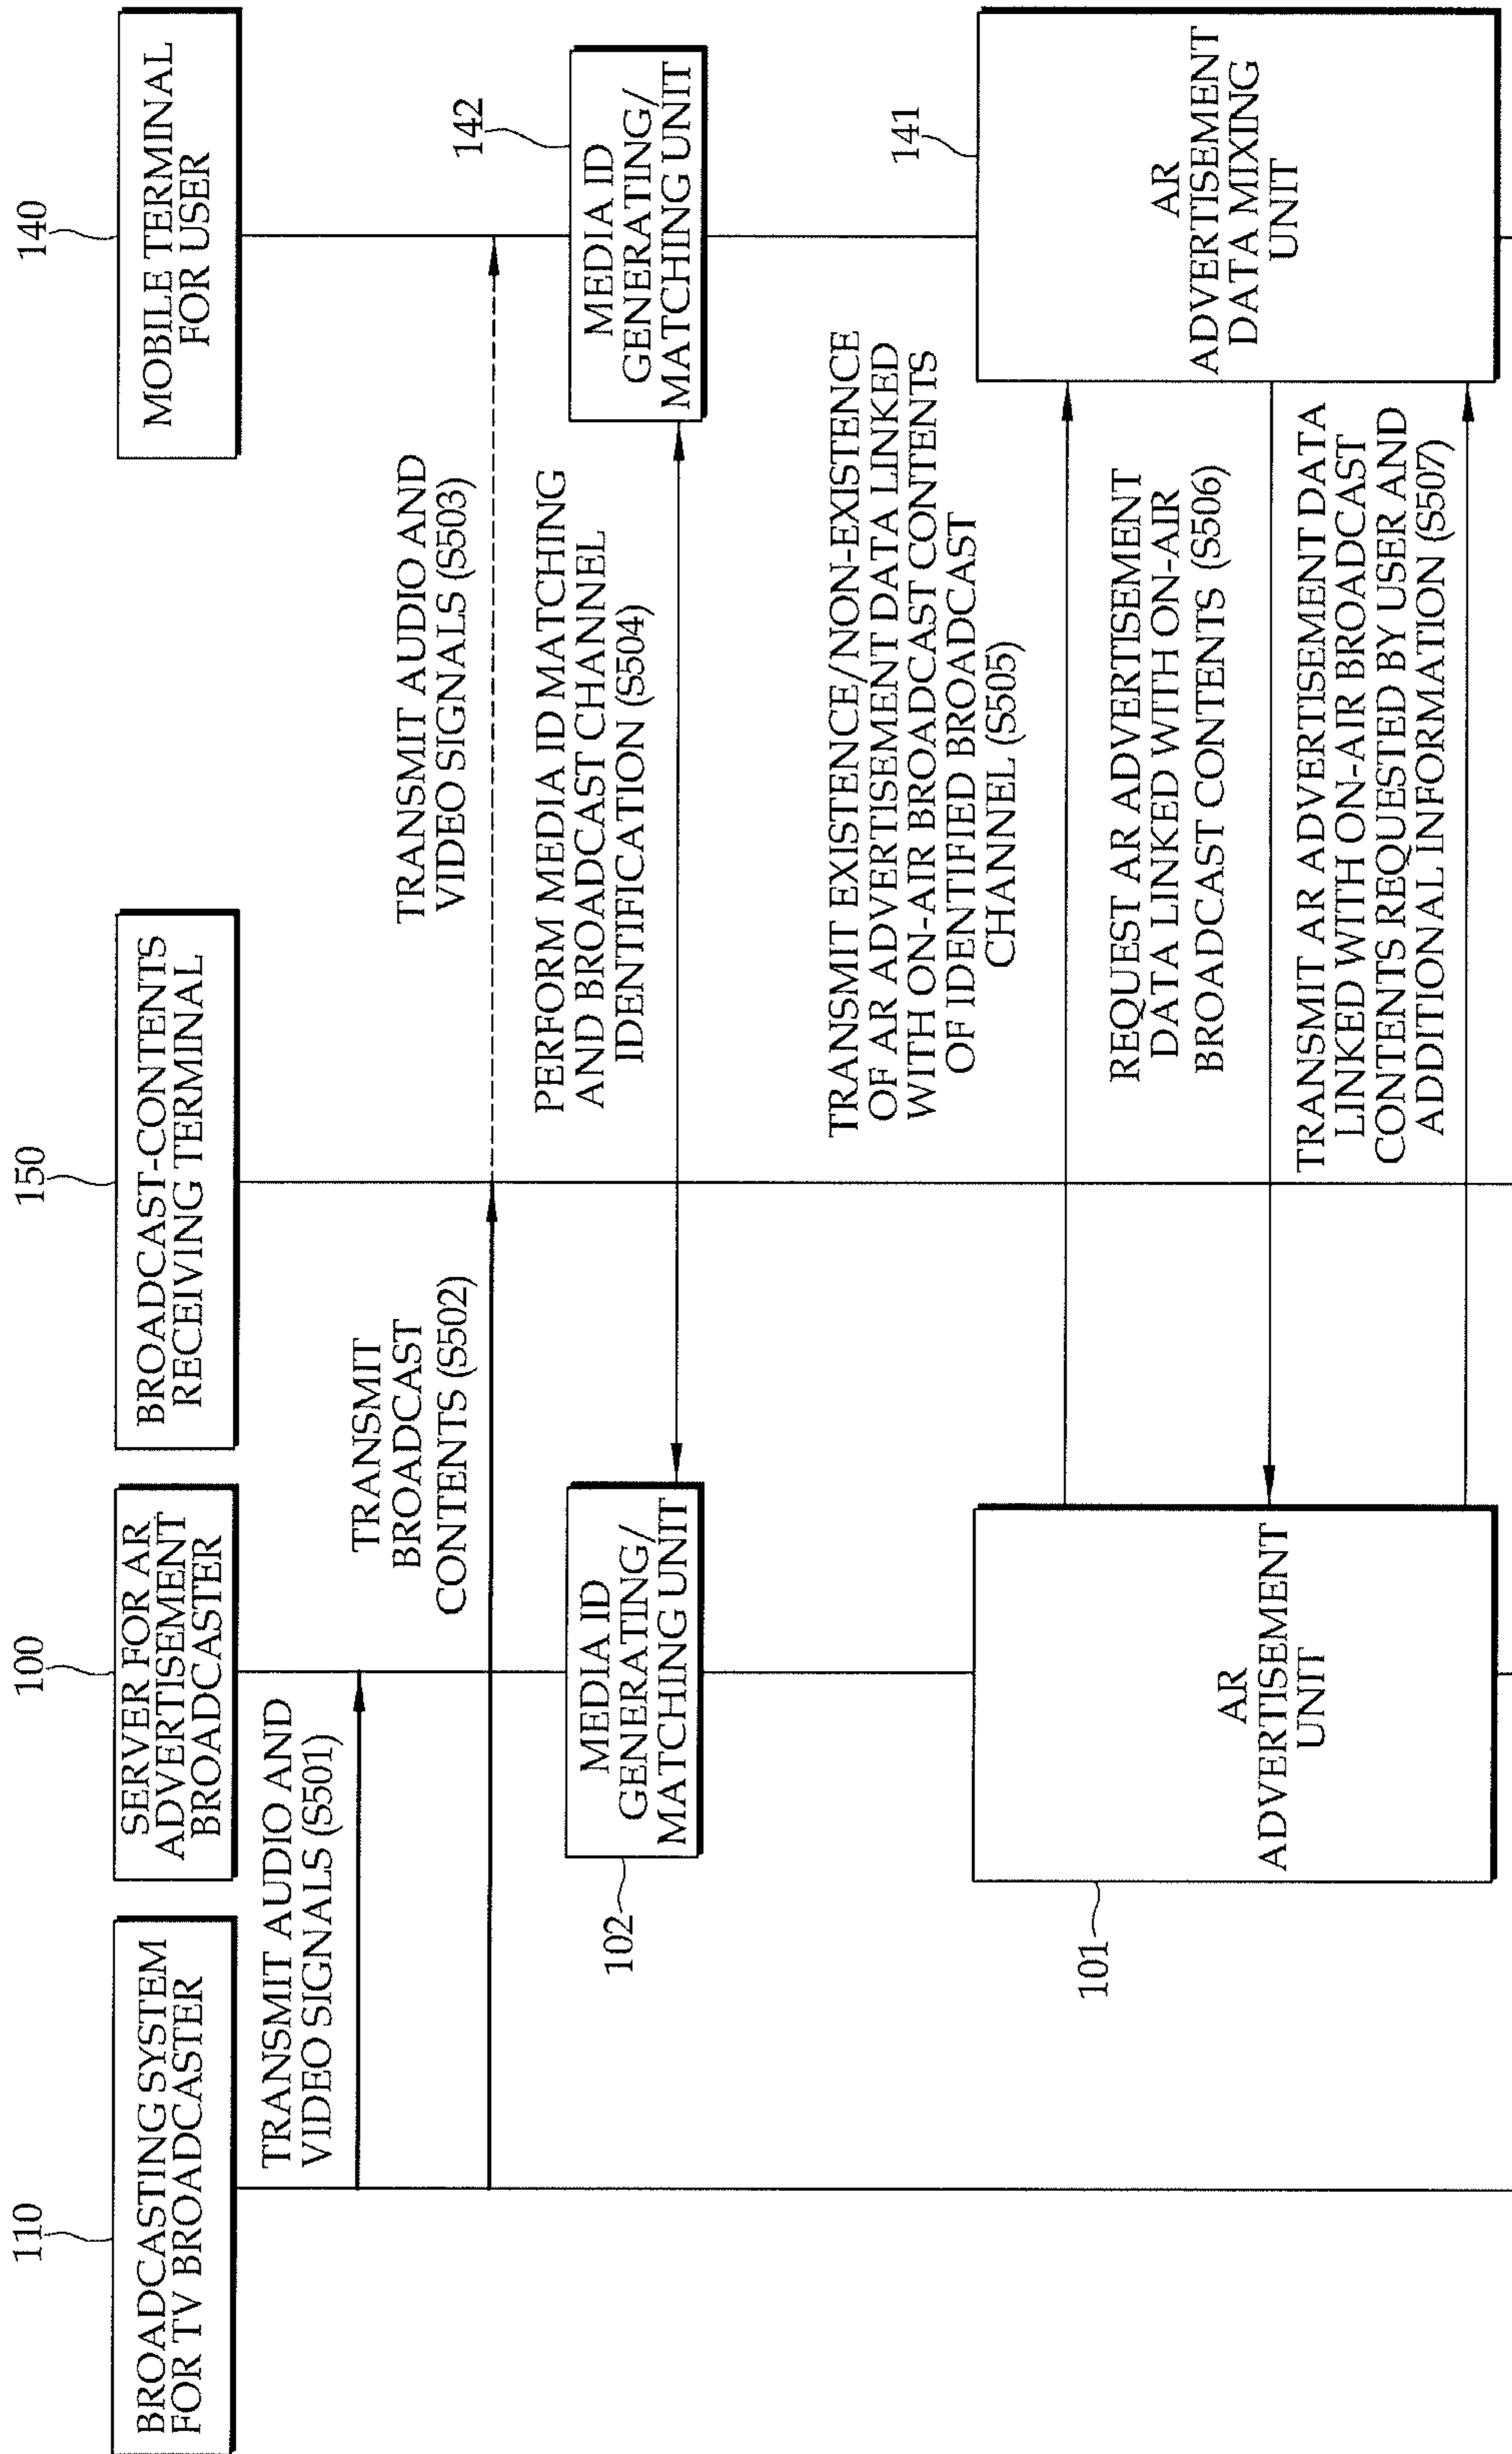 110
BROADCASTING SYSTEM
FOR TV BROADCASTER
100
SERVER FOR AR
ADVERTISEMENT
BROADCASTER
150
BROADCAST-CONTENTS
RECEIVING TERMINAL
140
MOBILE TERMINAL
FOR USER
TRANSMIT AUDIO AND
VIDEO SIGNALS (S501)
TRANSMIT
BROADCAST
CONTENTS (S502)
TRANSMIT AUDIO AND
VIDEO SIGNALS (S503)
102
MEDIA ID
GENERATING/
MATCHING UNIT
PERFORM MEDIA ID MATCHING
AND BROADCAST CHANNEL
IDENTIFICATION (S504)
142
MEDIA ID
GENERATING/
MATCHING UNIT
TRANSMIT EXISTENCE/NON-EXISTENCE
OF AR ADVERTISEMENT DATA LINKED
WITH ON-AIR BROADCAST CONTENTS
OF IDENTIFIED BROADCAST
CHANNEL (S505)
101
AR
ADVERTISEMENT
UNIT
REQUEST AR ADVERTISEMENT
DATA LINKED WITH ON-AIR
BROADCAST CONTENTS (S506)
141
AR
ADVERTISEMENT
DATA MIXING
UNIT
TRANSMIT AR ADVERTISEMENT DATA
LINKED WITH ON-AIR BROADCAST
CONTENTS REQUESTED BY USER AND
ADDITIONAL INFORMATION (S507)